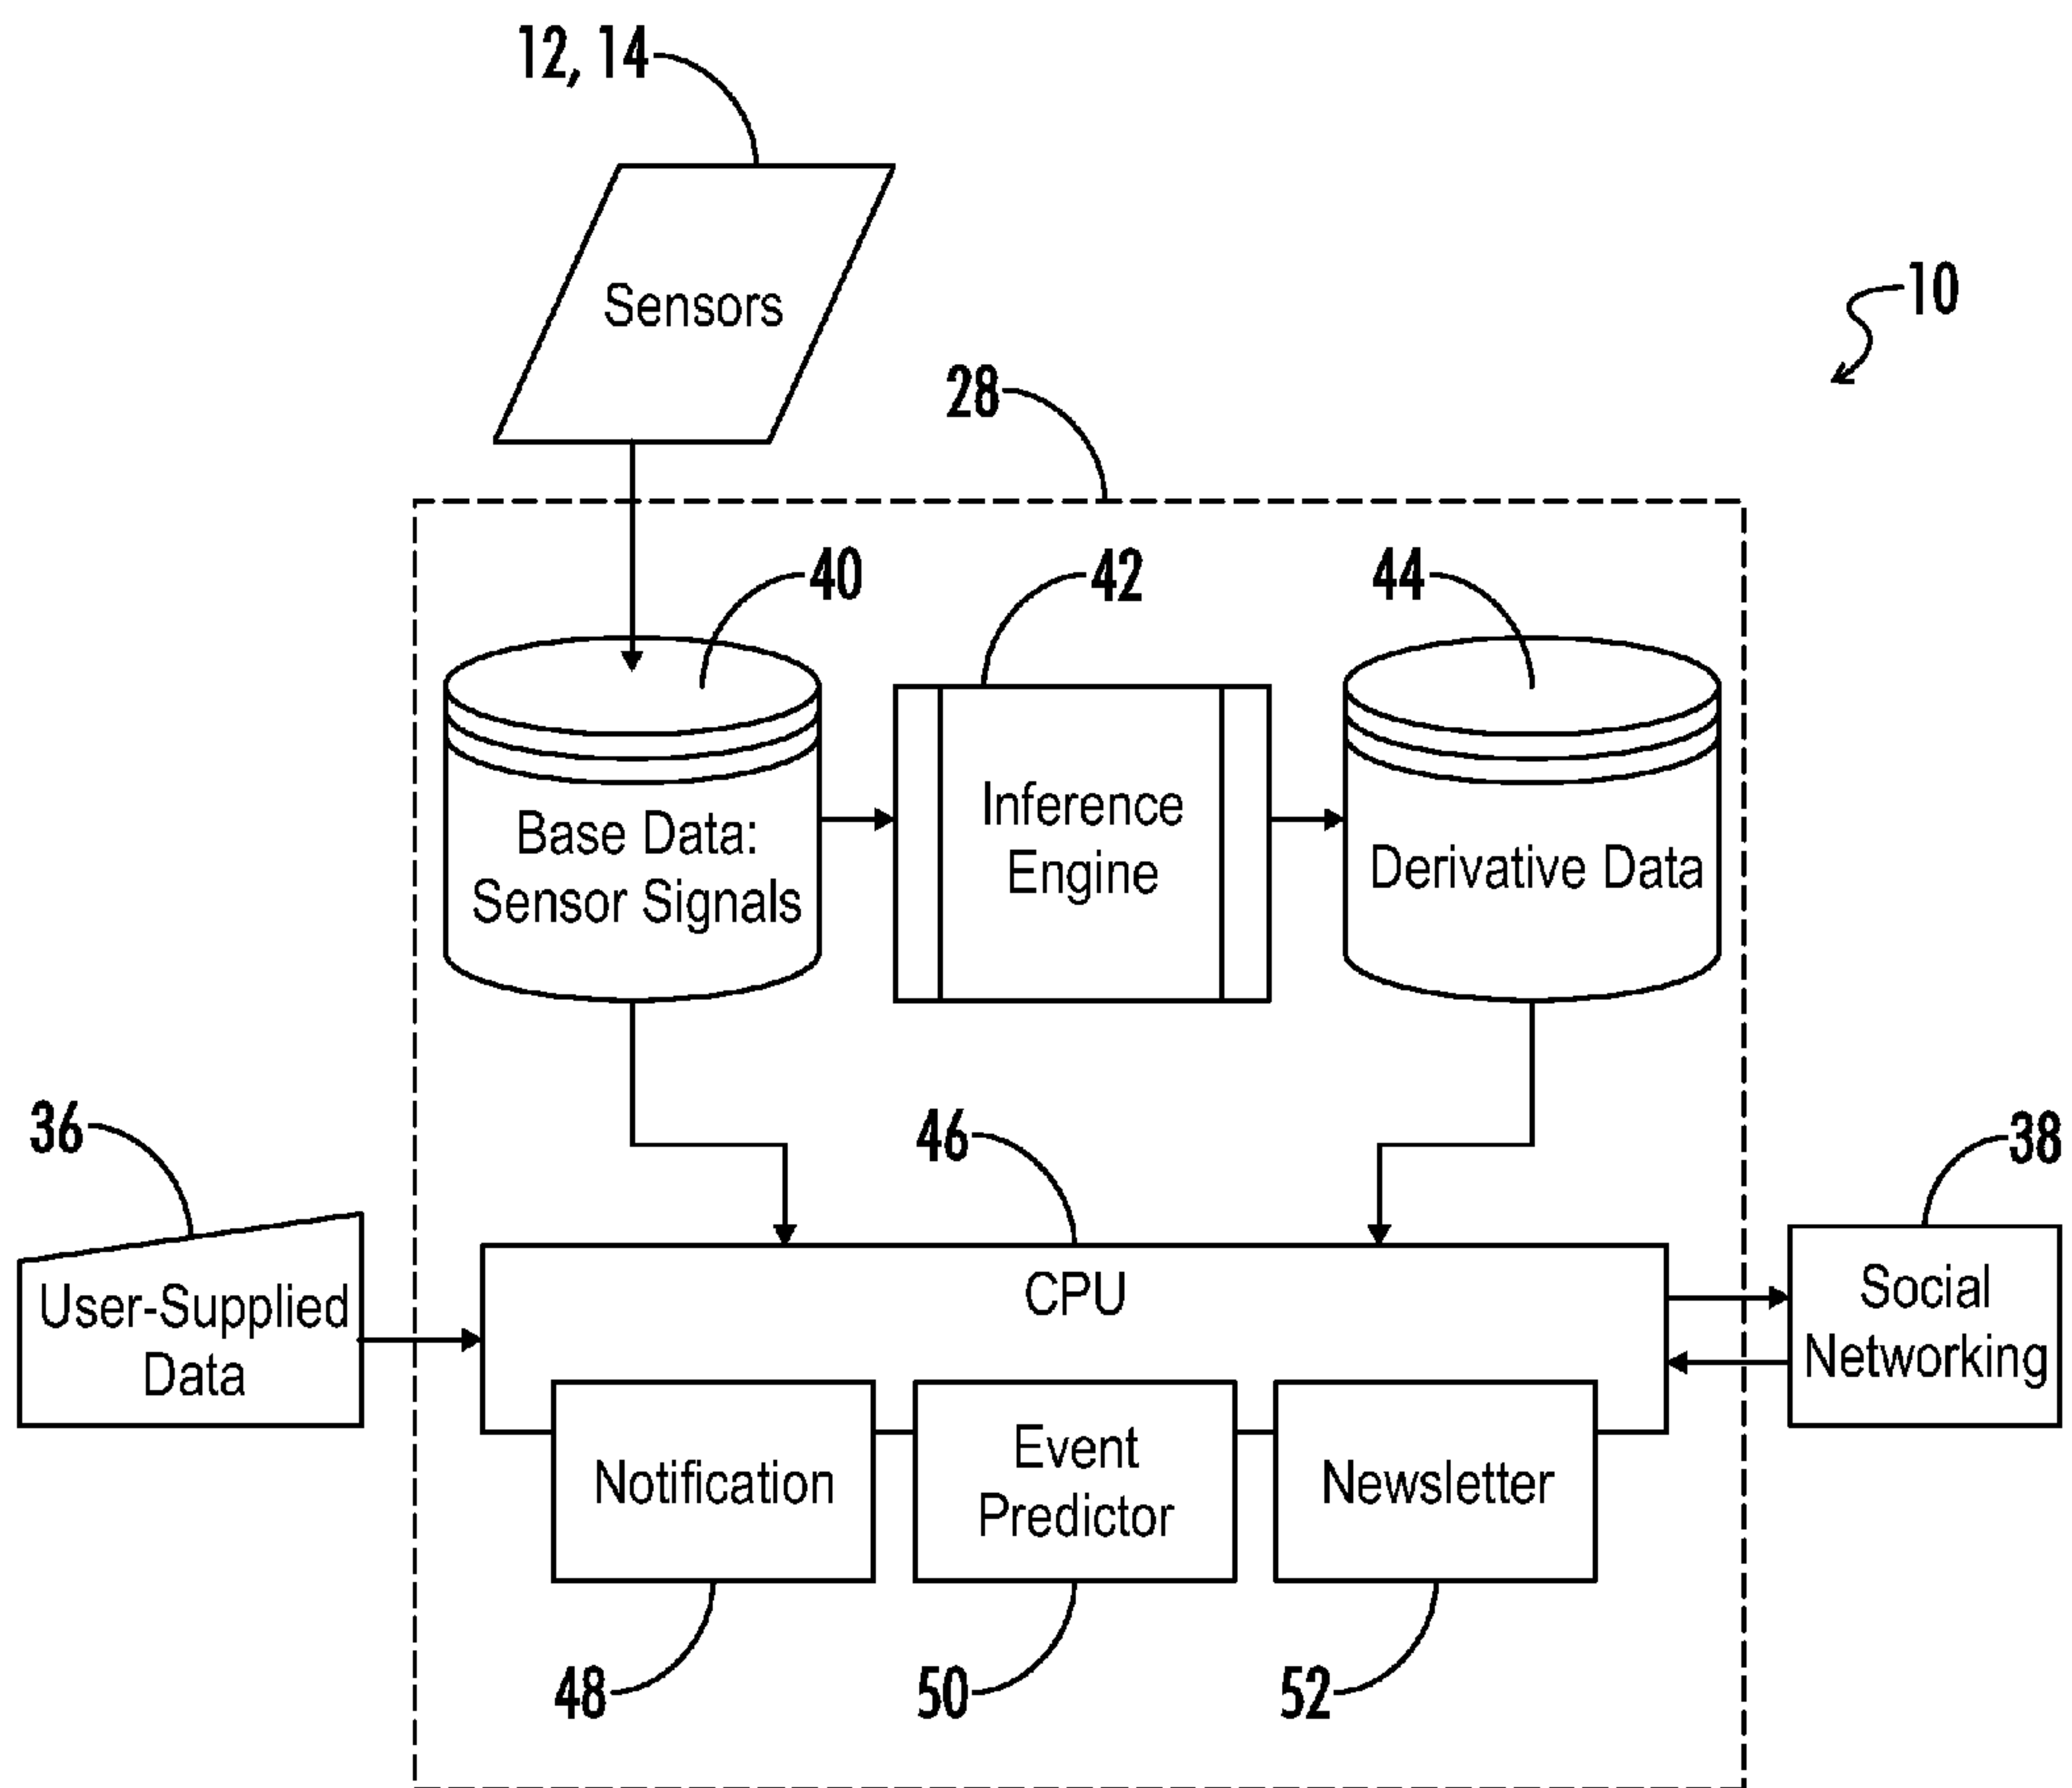 12, 14
Sensors
10
28
40
42
44
Base Data:
Sensor Signals
Inference
Engine
Derivative Data
36
46
38
User-Supplied
Data
CPU
Social
Networking
Notification
Event
Predictor
Newsletter
48
50
52